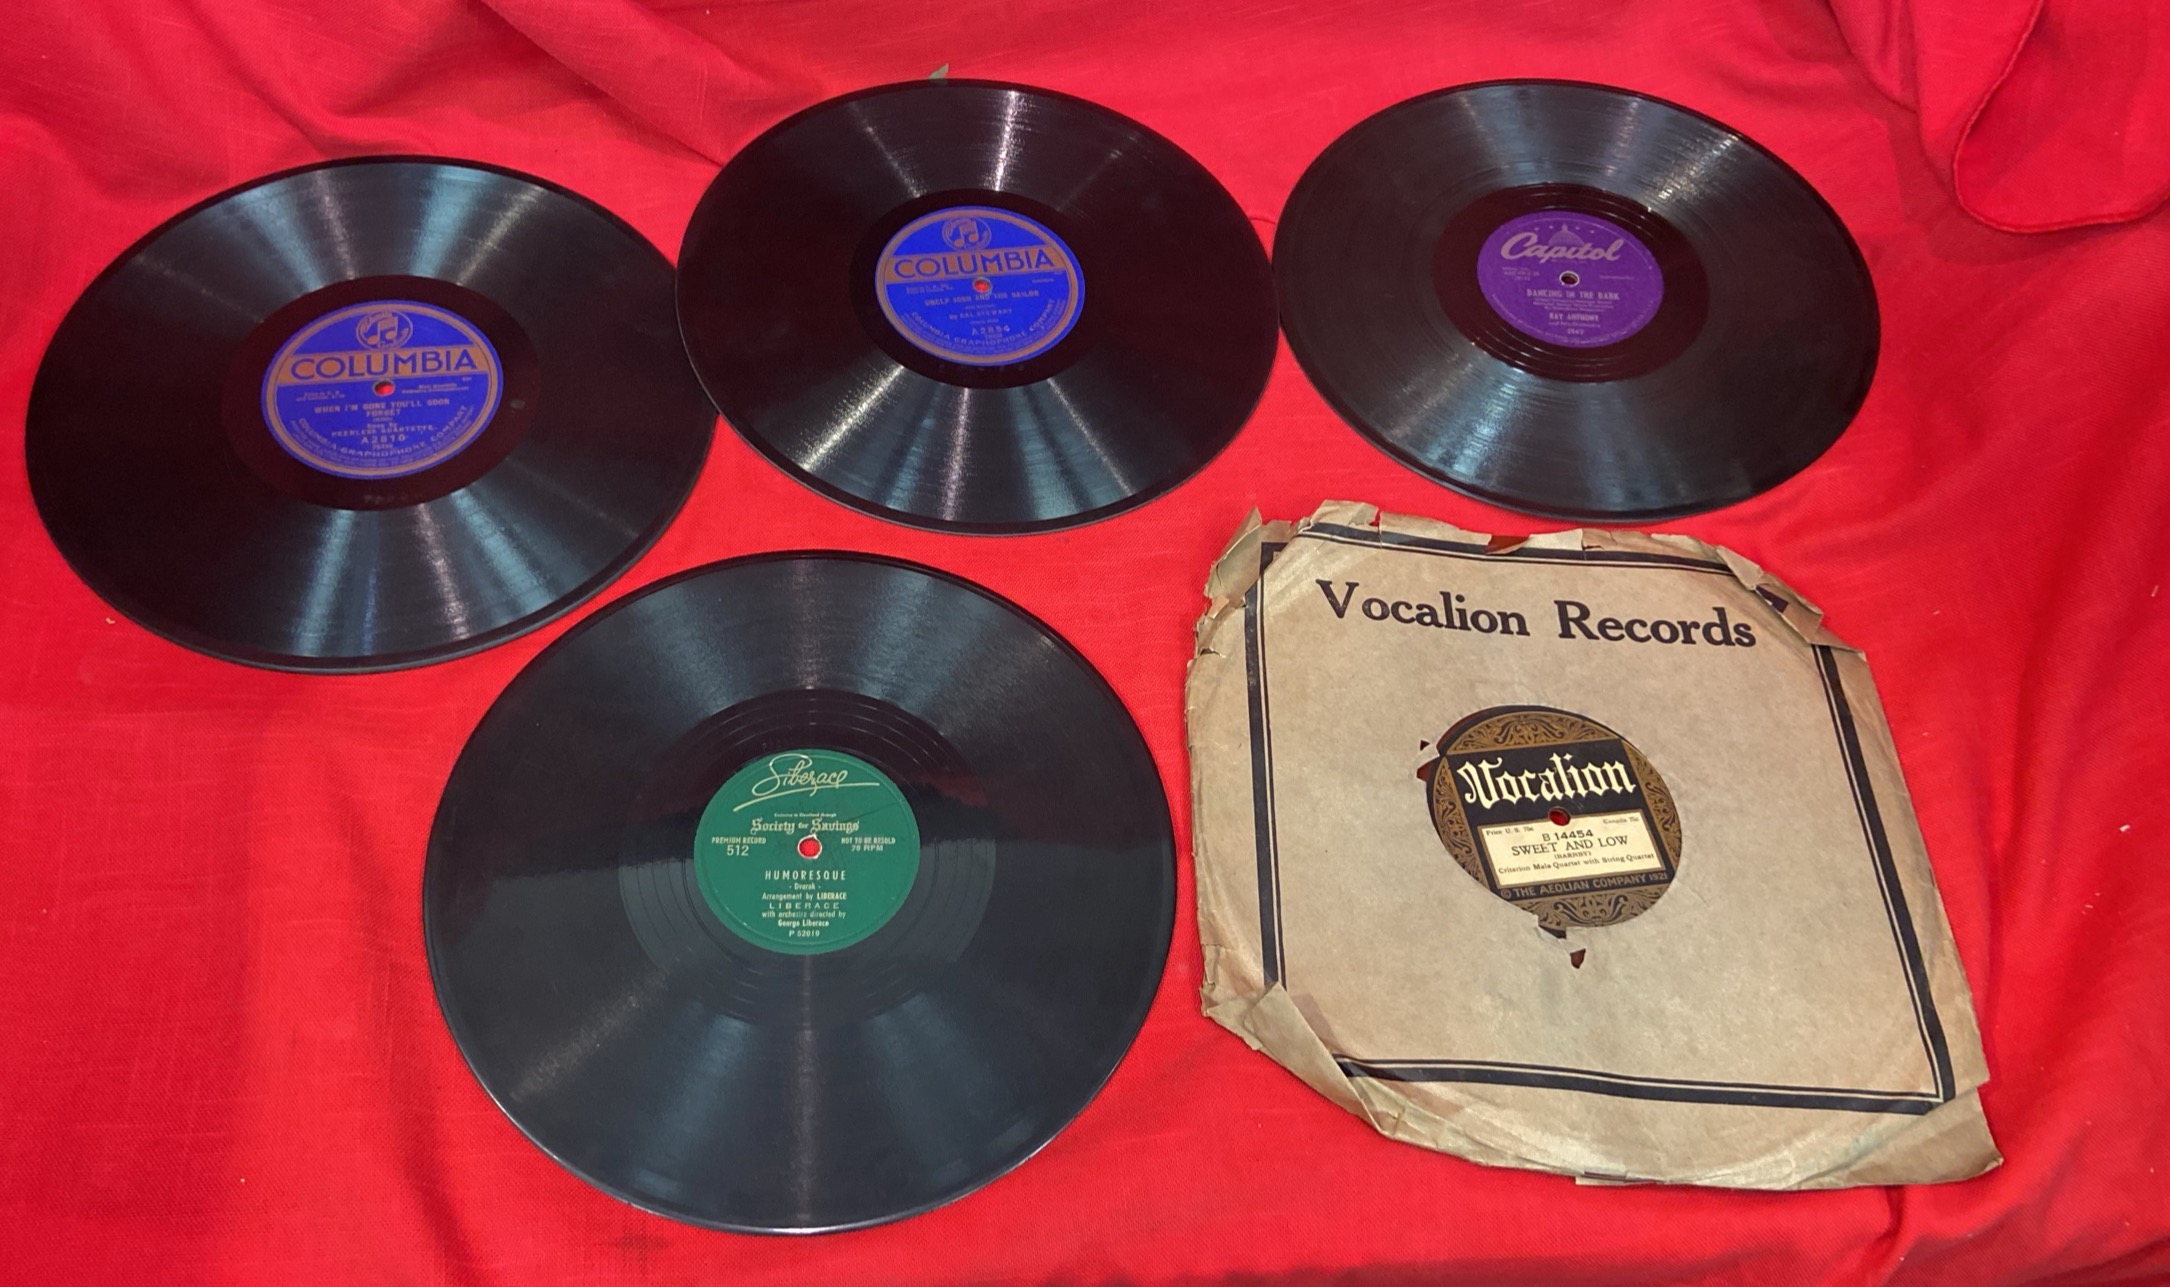 COLUMBIA
WHEN I'M GONE YOU'LL SOON
FORGET
Sung by
PEERLESS QUARTETTE
A2810
COLUMBIA GRAPHOPHONE COMPANY
COLUMBIA
UNCLE JOSH AND THE SAILOR
By CAL STEWART
A2854
COLUMBIA GRAPHOPHONE COMPANY
Capitol
DANCING IN THE DARK
RAY ANTHONY
Liberace
Society for Savings
PREMIUM RECORD
512
NOT TO BE RESOLD
78 RPM
HUMORESQUE
- Dvorak -
Arrangement by LIBERACE
LIBERACE
with orchestra directed by
George Liberace
P 52019
Vocalion Records
Vocalion
Price U. S. 75c
B 14454
SWEET AND LOW
(BARNBY)
Criterion Male Quartet with String Quartet
© THE AEOLIAN COMPANY 1921